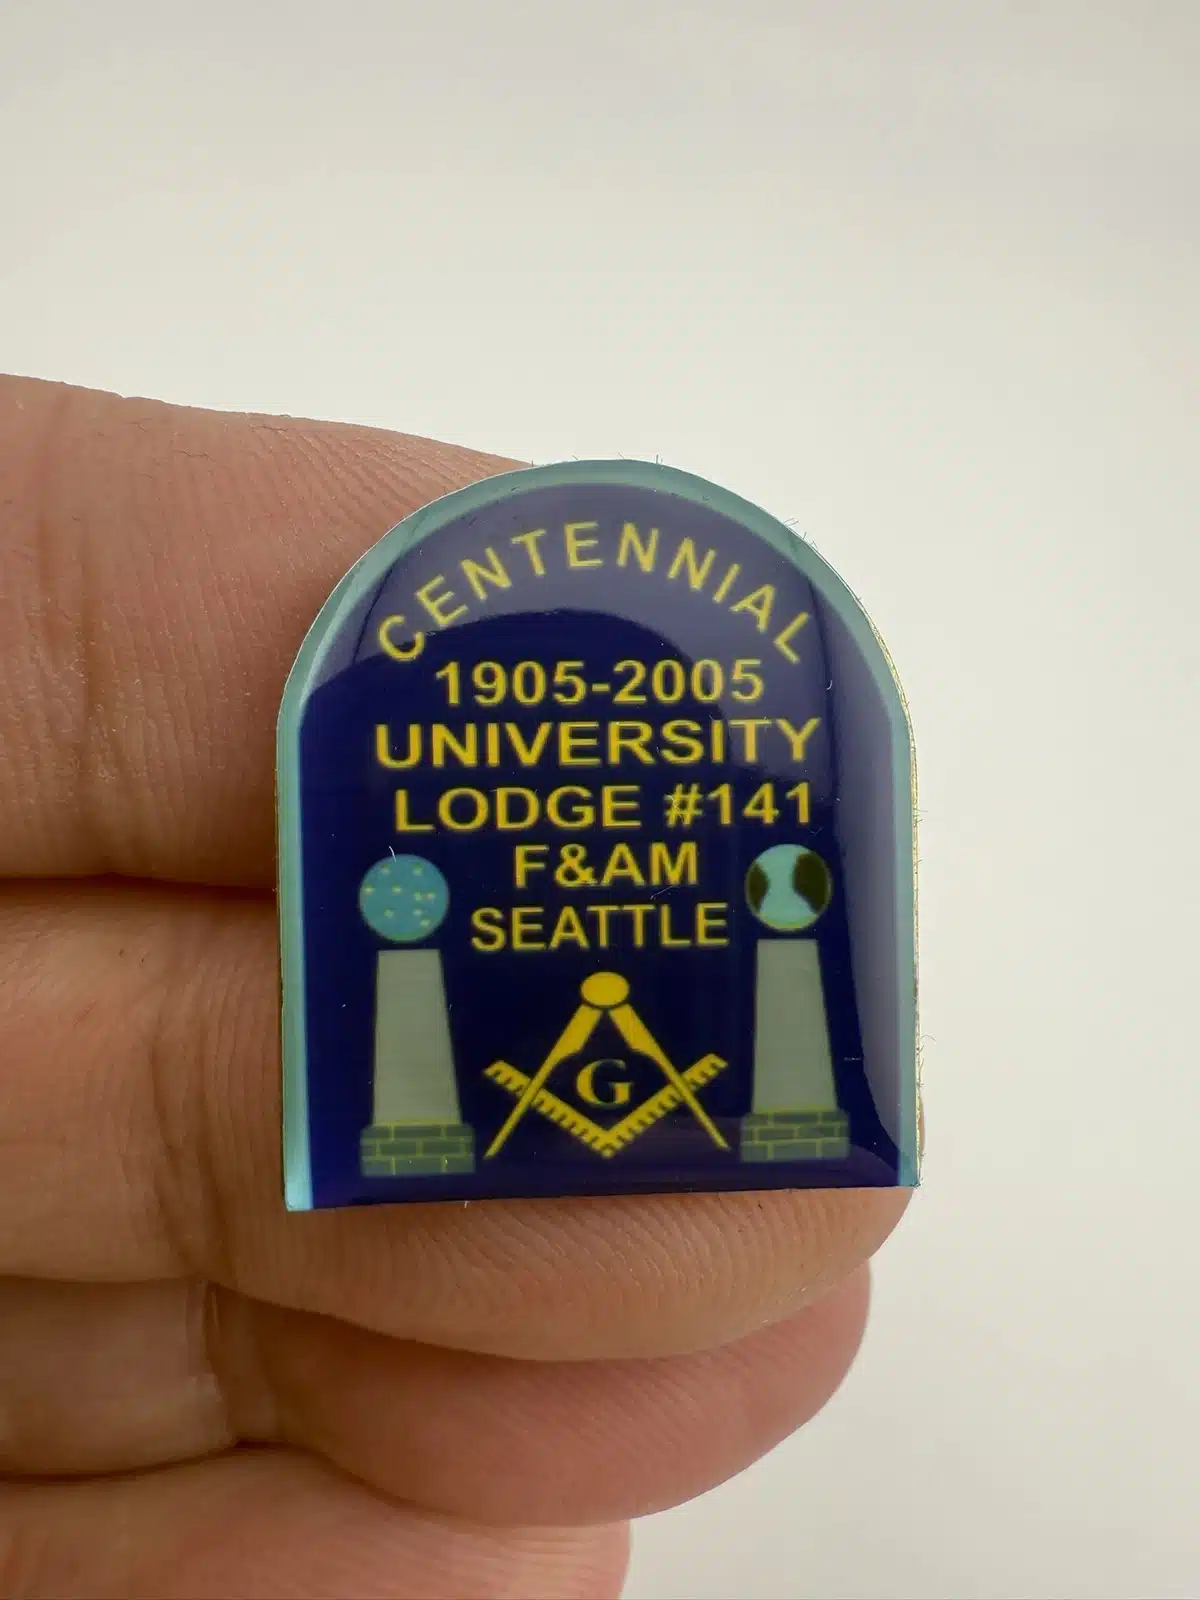 CENTENNIAL
1905-2005
UNIVERSITY
LODGE #141
F&AM
SEATTLE
G